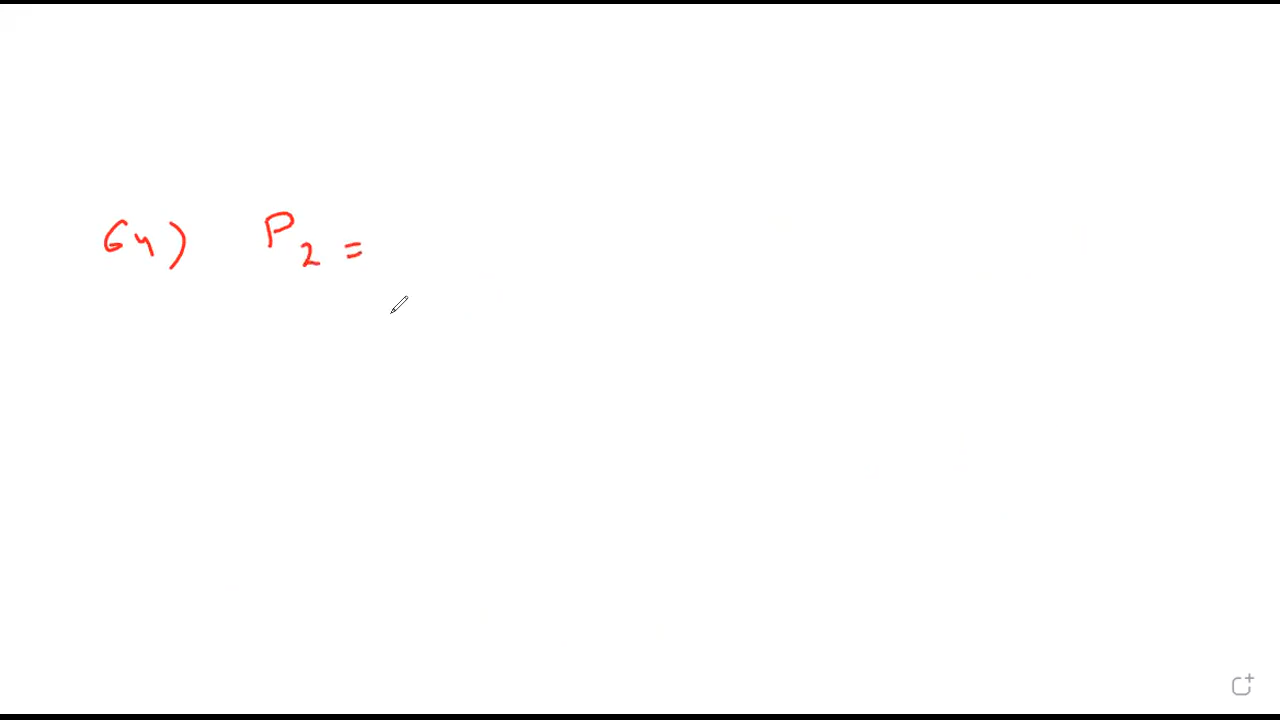 64) P₂ =